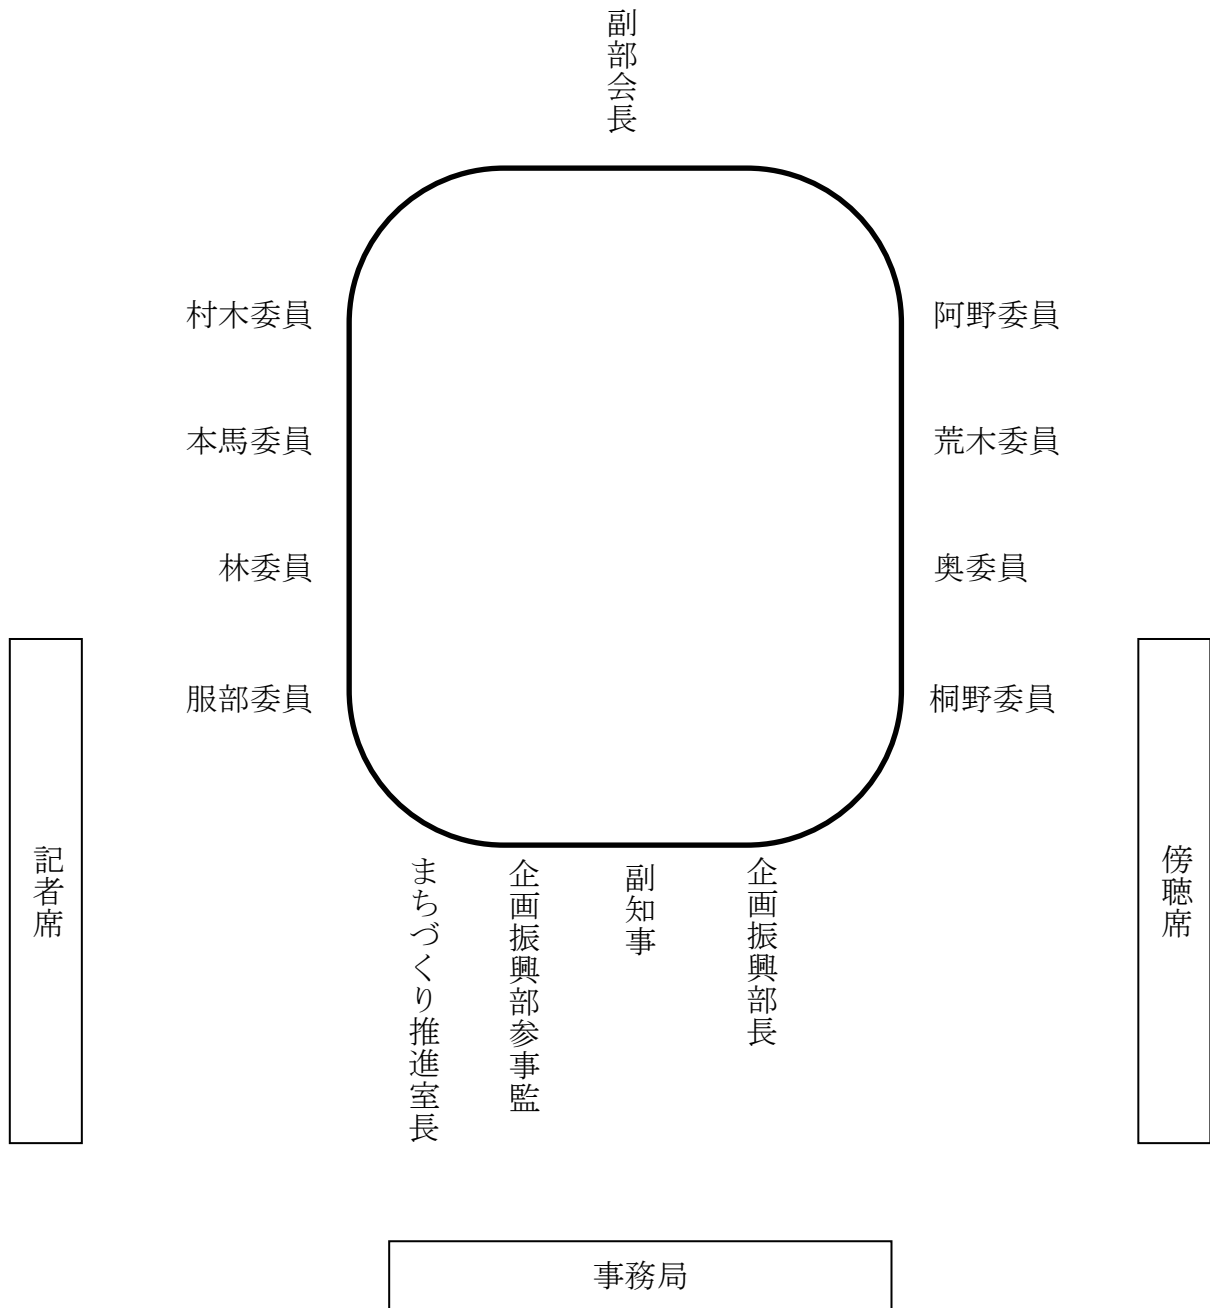 副部会長
村木委員
阿野委員
本馬委員
荒木委員
林委員
奥委員
服部委員
桐野委員
記者席
まちづくり推進室長
企画振興部参事監
副知事
企画振興部長
傍聴席
事務局